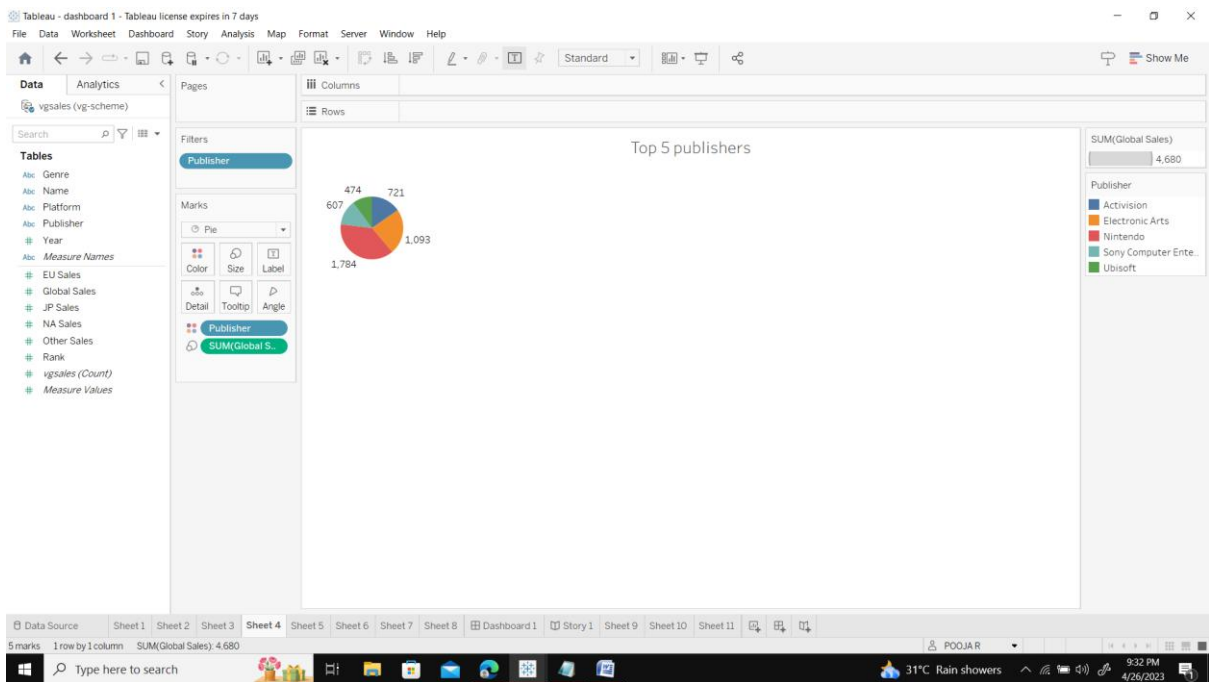 Tableau - dashboard 1 - Tableau license expires in 7 days
File Data Worksheet Dashboard Story Analysis Map Format Server Window Help
Standard
Show Me
Data Analytics
vgsales (vg-scheme)
Search
Tables
Abc Genre
Abc Name
Abc Platform
Abc Publisher
# Year
Abc Measure Names
# EU Sales
# Global Sales
# JP Sales
# NA Sales
# Other Sales
# Rank
# vgsales (Count)
# Measure Values
Pages
Filters
Publisher
Marks
Pie
Color Size Label
Detail Tooltip Angle
Publisher
SUM(Global S..
Columns
Rows
Top 5 publishers
474 721
607
1,093
1,784
SUM(Global Sales)
4,680
Publisher
Activision
Electronic Arts
Nintendo
Sony Computer Ente..
Ubisoft
Data Source Sheet 1 Sheet 2 Sheet 3 Sheet 4 Sheet 5 Sheet 6 Sheet 7 Sheet 8 Dashboard 1 Story 1 Sheet 9 Sheet 10 Sheet 11
5 marks 1 row by 1 column SUM(Global Sales): 4,680
POOJA R
Type here to search
31°C Rain showers
9:32 PM
4/26/2023